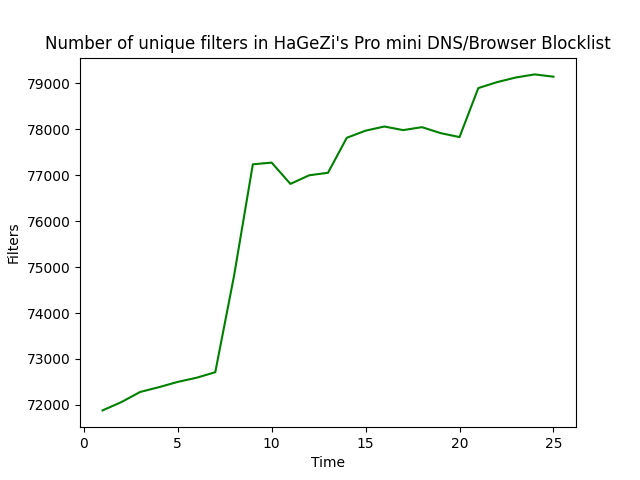 Number of unique filters in HaGeZi's Pro mini DNS/Browser Blocklist
79000
78000
77000
76000
75000
74000
73000
72000
Filters
0 5 10 15 20 25
Time